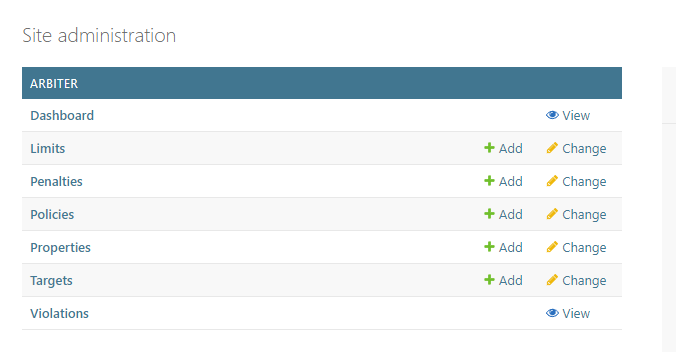 Site administration
ARBITER
Dashboard View
Limits Add Change
Penalties Add Change
Policies Add Change
Properties Add Change
Targets Add Change
Violations View